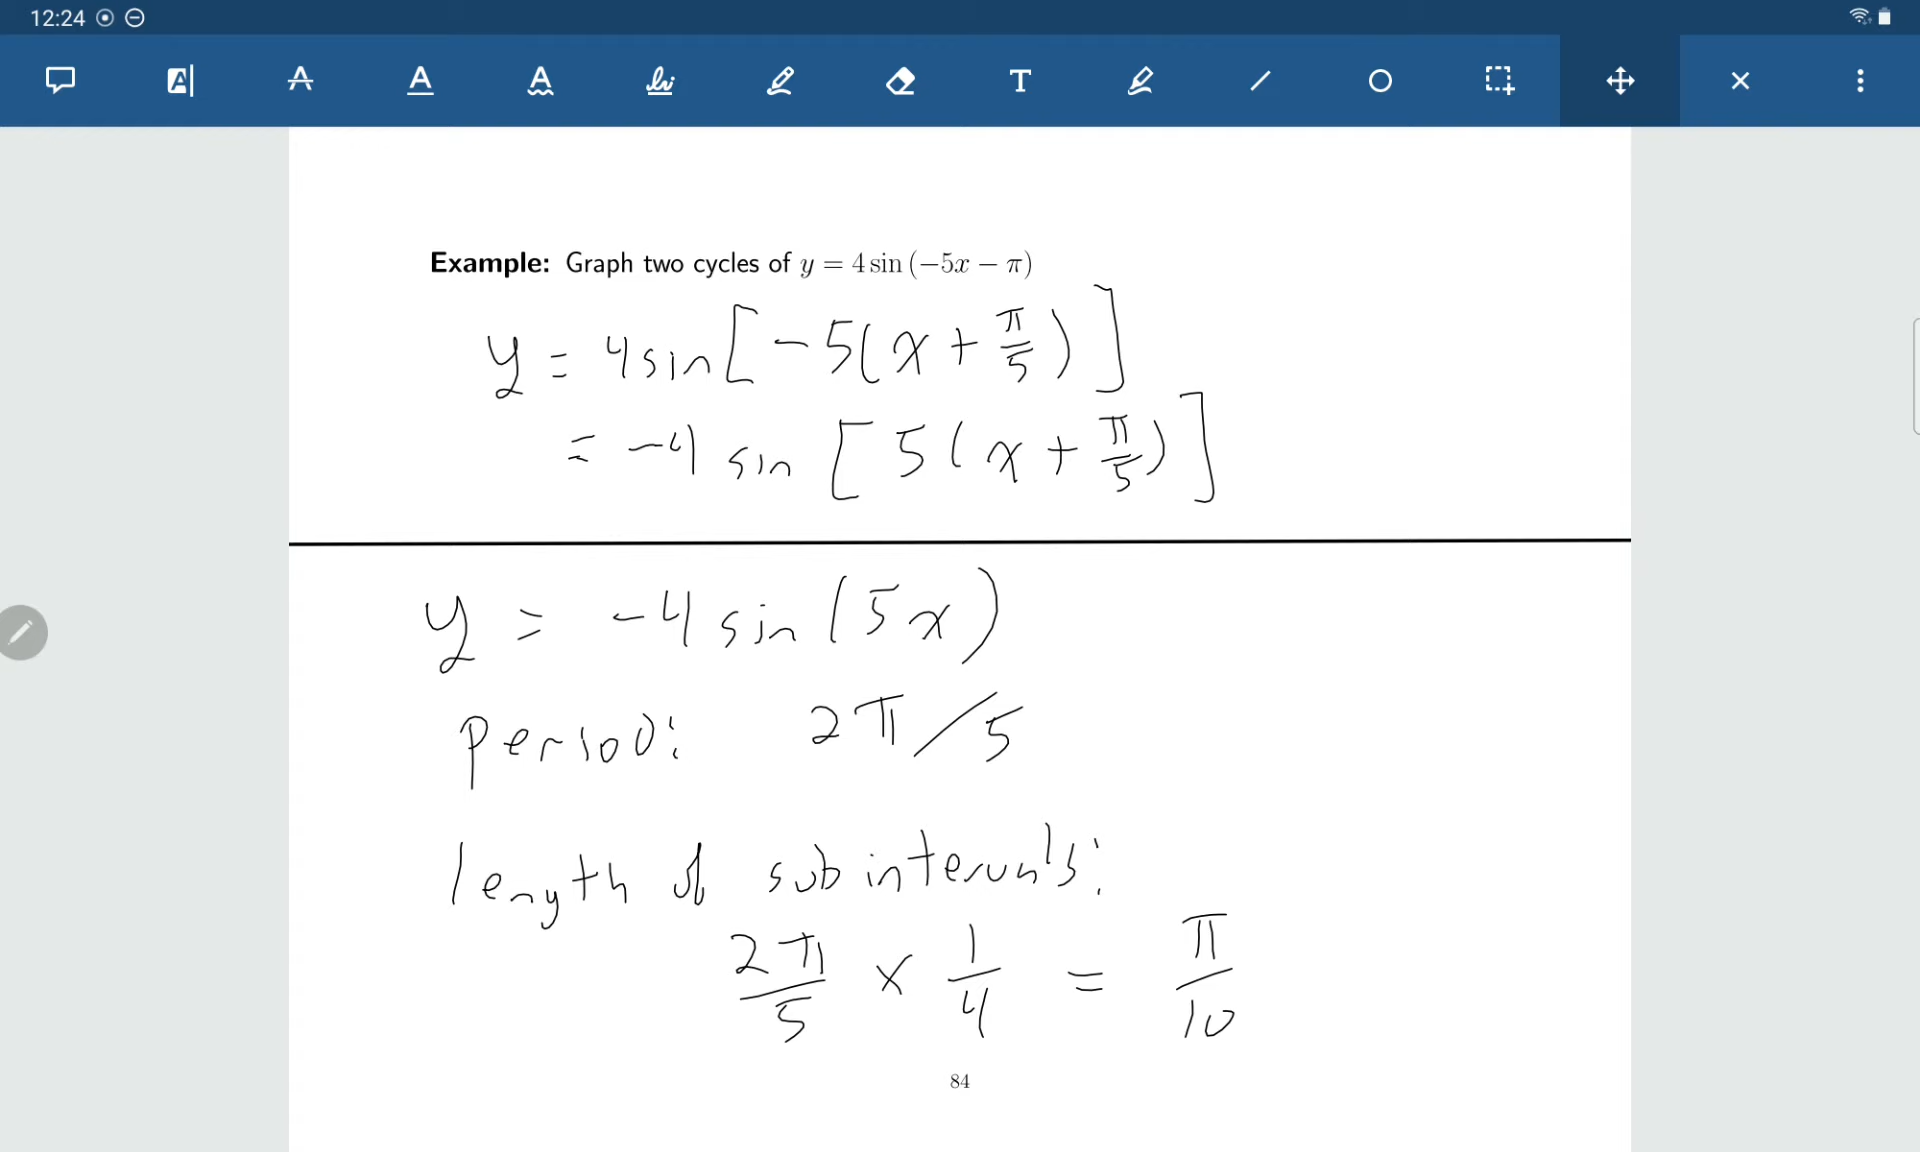 12:24
A A A A T
Example: Graph two cycles of y = 4 sin (−5x − π)
y = 4 sin [ −5(x + π/5) ]
= −4 sin [ 5(x + π/5) ]
y = −4 sin(5x)
period: 2π/5
length of subintervals:
2π/5 × 1/4 = π/10
84